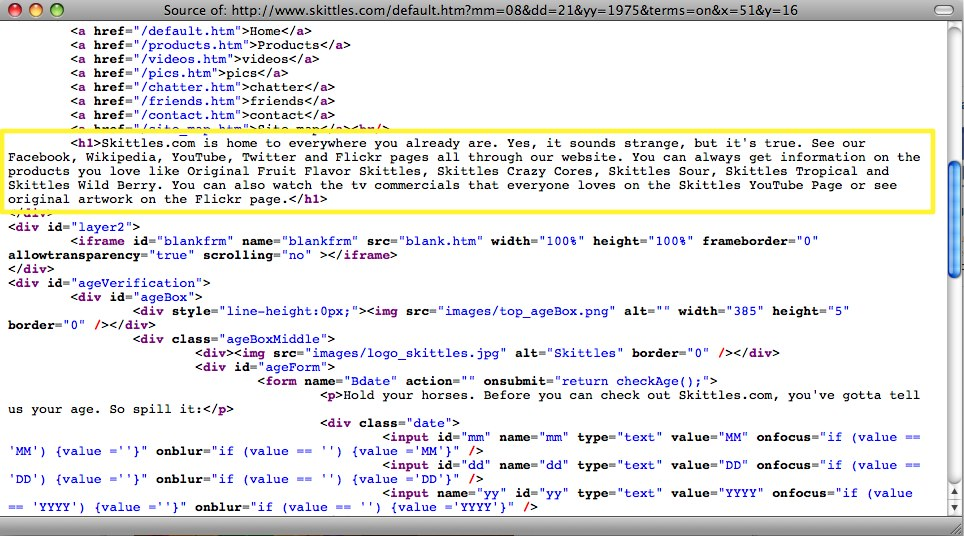 Source of: http://www.skittles.com/default.htm?mm=08&dd=21&yy=1975&terms=on&x=51&y=16
<a href="/default.htm">Home</a>
<a href="/products.htm">Products</a>
<a href="/videos.htm">videos</a>
<a href="/pics.htm">pics</a>
<a href="/chatter.htm">chatter</a>
<a href="/friends.htm">friends</a>
<a href="/contact.htm">contact</a>
<a href="/site_map.htm">Site map</a><br/>
<h1>Skittles.com is home to everywhere you already are. Yes, it sounds strange, but it's true. See our
Facebook, Wikipedia, YouTube, Twitter and Flickr pages all through our website. You can always get information on the
products you love like Original Fruit Flavor Skittles, Skittles Crazy Cores, Skittles Sour, Skittles Tropical and
Skittles Wild Berry. You can also watch the tv commercials that everyone loves on the Skittles YouTube Page or see
original artwork on the Flickr page.</h1>
</div>
<div id="layer2">
<iframe id="blankfrm" name="blankfrm" src="blank.htm" width="100%" height="100%" frameborder="0"
allowtransparency="true" scrolling="no" ></iframe>
</div>
<div id="ageVerification">
<div id="ageBox">
<div style="line-height:0px;"><img src="images/top_ageBox.png" alt="" width="385" height="5"
border="0" /></div>
<div class="ageBoxMiddle">
<div><img src="images/logo_skittles.jpg" alt="Skittles" border="0" /></div>
<div id="ageForm">
<form name="Bdate" action="" onsubmit="return checkAge();">
<p>Hold your horses. Before you can check out Skittles.com, you've gotta tell
us your age. So spill it:</p>
<div class="date">
<input id="mm" name="mm" type="text" value="MM" onfocus="if (value ==
'MM') {value =''}" onblur="if (value == '') {value ='MM'}" />
<input id="dd" name="dd" type="text" value="DD" onfocus="if (value ==
'DD') {value =''}" onblur="if (value == '') {value ='DD'}" />
<input name="yy" id="yy" type="text" value="YYYY" onfocus="if (value
== 'YYYY') {value =''}" onblur="if (value == '') {value ='YYYY'}" />